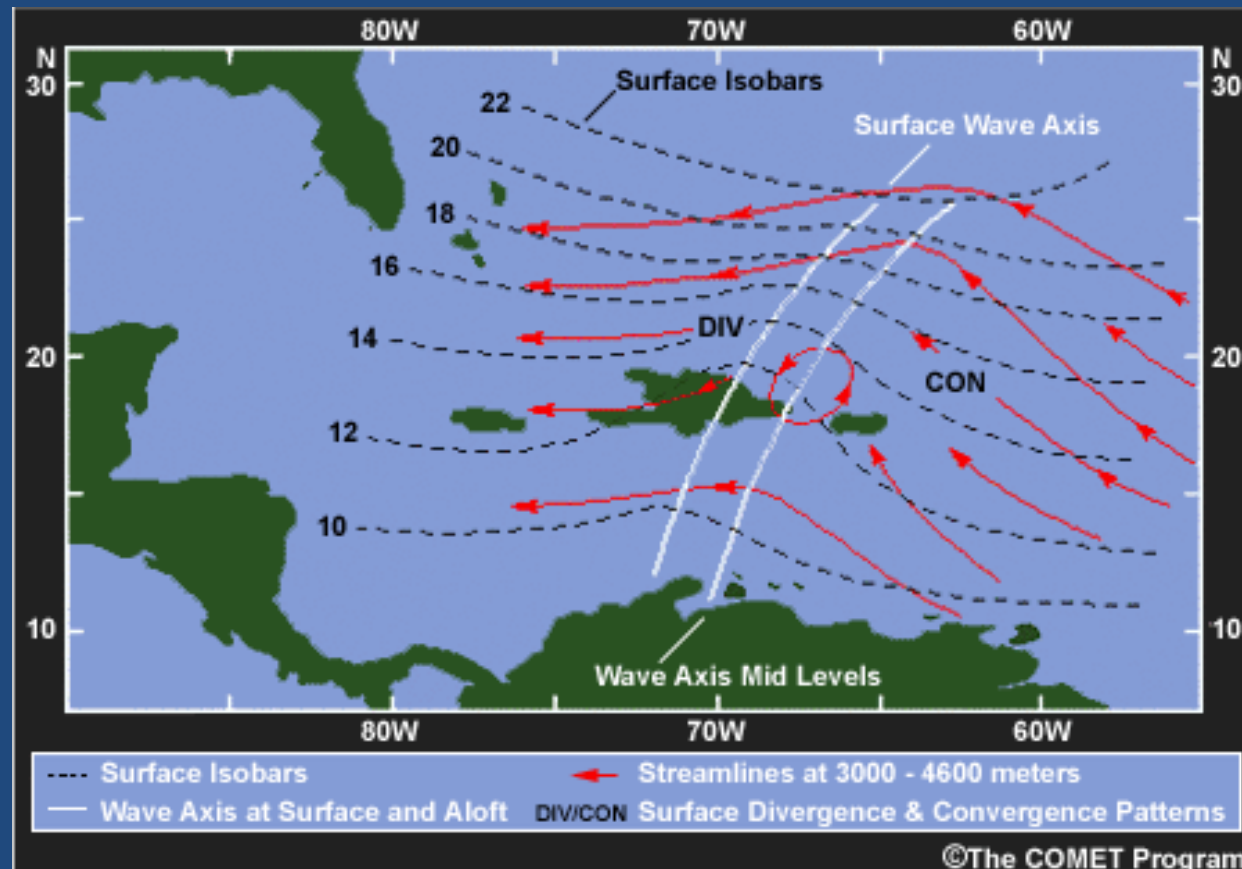 80W 70W 60W
N N
30 30
Surface Isobars
22
Surface Wave Axis
20
18
16
DIV
14
20 20
CON
12
10
10 10
Wave Axis Mid Levels
80W 70W 60W
Surface Isobars Streamlines at 3000 - 4600 meters
Wave Axis at Surface and Aloft DIV/CON Surface Divergence & Convergence Patterns
©The COMET Program